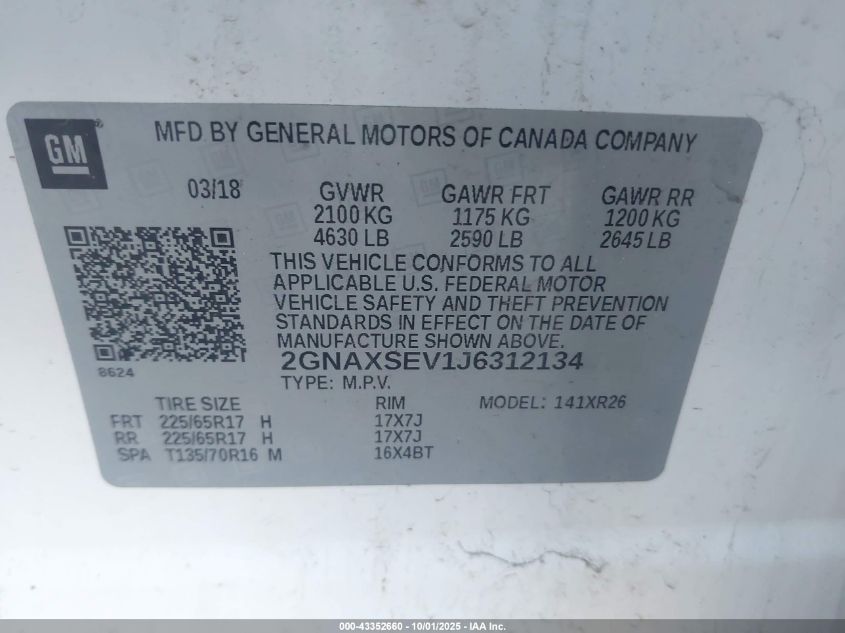 GM
MFD BY GENERAL MOTORS OF CANADA COMPANY
03/18 GVWR GAWR FRT GAWR RR
2100 KG 1175 KG 1200 KG
4630 LB 2590 LB 2645 LB
THIS VEHICLE CONFORMS TO ALL
APPLICABLE U.S. FEDERAL MOTOR
VEHICLE SAFETY AND THEFT PREVENTION
STANDARDS IN EFFECT ON THE DATE OF
MANUFACTURE SHOWN ABOVE.
2GNAXSEV1J6312134
8624
TYPE: M.P.V.
TIRE SIZE RIM MODEL: 141XR26
FRT 225/65R17 H 17X7J
RR 225/65R17 H 17X7J
SPA T135/70R16 M 16X4BT
000-43352660 - 10/01/2025 - IAA Inc.